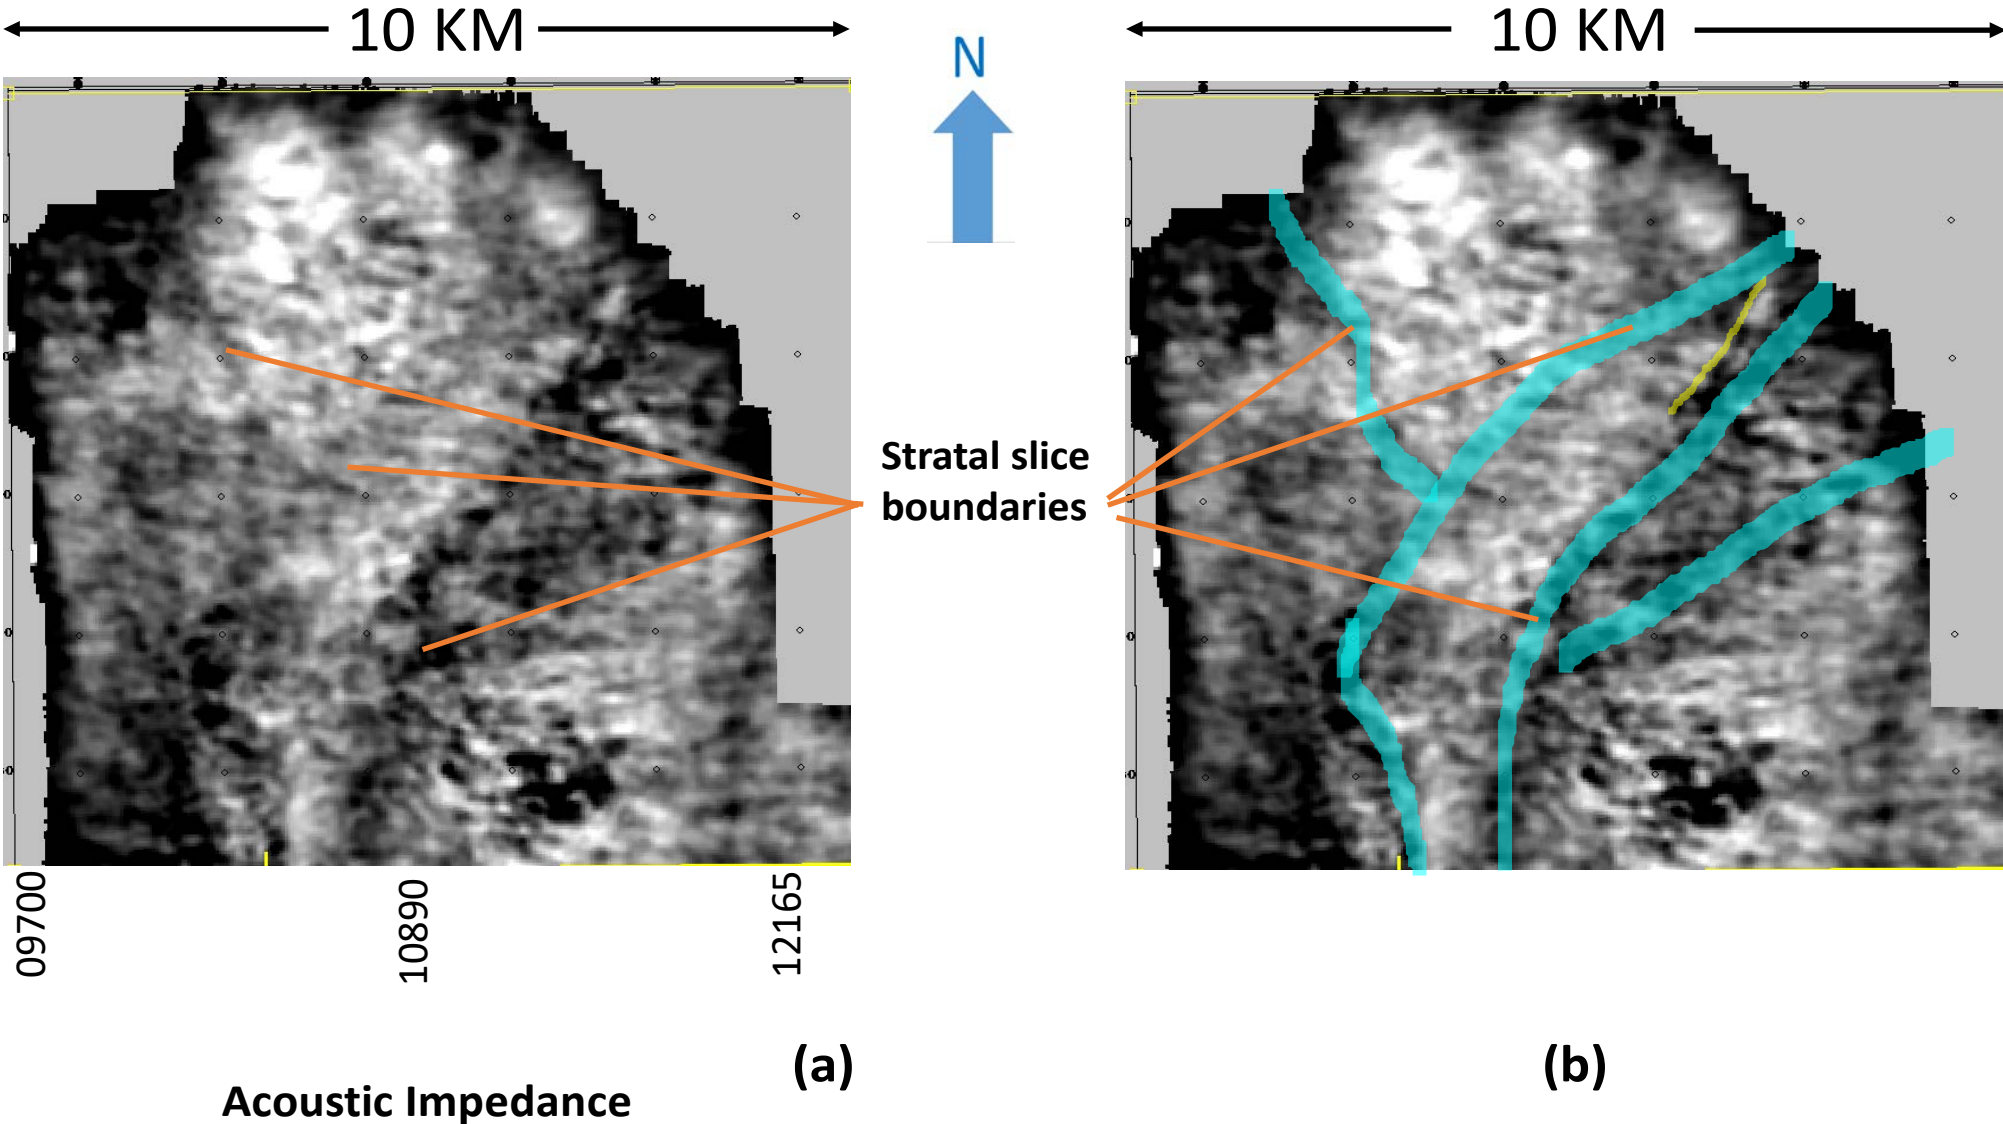 10 KM
10 KM
N
Stratal slice
boundaries
09700
10890
12165
(a)
(b)
Acoustic Impedance